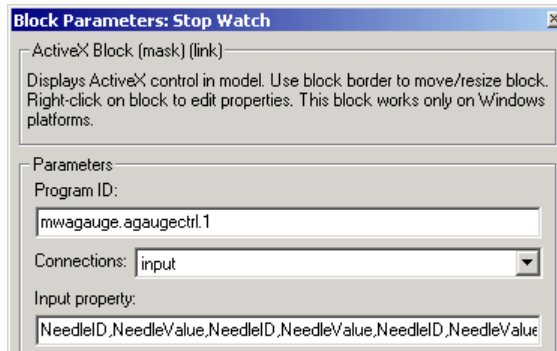 Block Parameters: Stop Watch
ActiveX Block (mask) (link)
Displays ActiveX control in model. Use block border to move/resize block.
Right-click on block to edit properties. This block works only on Windows
platforms.
Parameters
Program ID:
mwagauge.agaugectrl.1
Connections: input
Input property:
NeedleID,NeedleValue,NeedleID,NeedleValue,NeedleID,NeedleValue